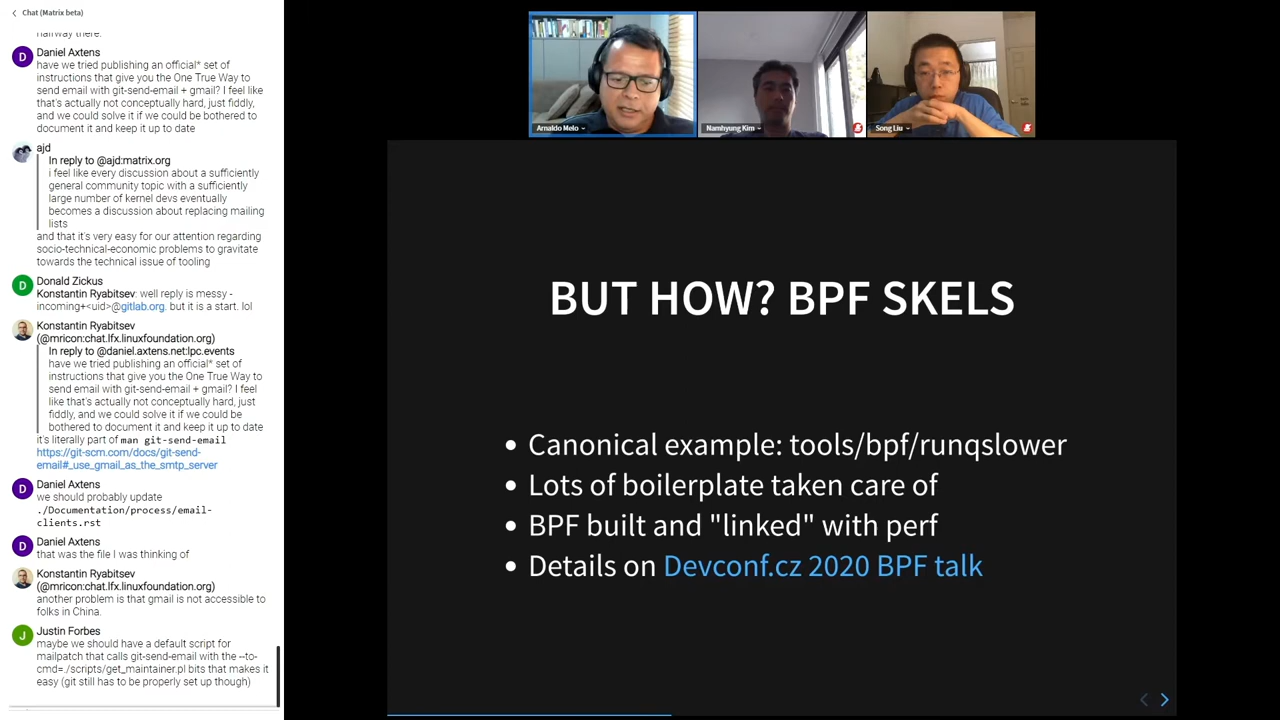 Chat (Matrix beta)
halfway there.
Daniel Axtens
have we tried publishing an official* set of
instructions that give you the One True Way to
send email with git-send-email + gmail? I feel
like that's actually not conceptually hard, just
fiddly, and we could solve it if we could be
bothered to document it and keep it up to date
ajd
In reply to @ajd:matrix.org
i feel like every discussion about a sufficiently
general community topic with a sufficiently
large number of kernel devs eventually
becomes a discussion about replacing mailing
lists
and that it's very easy for our attention regarding
socio-technical-economic problems to gravitate
towards the technical issue of tooling
Donald Zickus
Konstantin Ryabitsev: well reply is messy -
incoming+<uid>@gitlab.org. but it is a start. lol
Konstantin Ryabitsev
(@mricon:chat.lfx.linuxfoundation.org)
In reply to @daniel.axtens.net:lpc.events
have we tried publishing an official* set of
instructions that give you the One True Way to
send email with git-send-email + gmail? I feel
like that's actually not conceptually hard, just
fiddly, and we could solve it if we could be
bothered to document it and keep it up to date
it's literally part of man git-send-email
https://git-scm.com/docs/git-send-
email#_use_gmail_as_the_smtp_server
Daniel Axtens
we should probably update
./Documentation/process/email-
clients.rst
Daniel Axtens
that was the file I was thinking of
Konstantin Ryabitsev
(@mricon:chat.lfx.linuxfoundation.org)
another problem is that gmail is not accessible to
folks in China.
Justin Forbes
maybe we should have a default script for
mailpatch that calls git-send-email with the --to-
cmd=./scripts/get_maintainer.pl bits that makes it
easy (git still has to be properly set up though)
D
D
D
D
D
J
Arnaldo Melo
Namhyung Kim
Song Liu
BUT HOW? BPF SKELS
• Canonical example: tools/bpf/runqslower
• Lots of boilerplate taken care of
• BPF built and "linked" with perf
• Details on Devconf.cz 2020 BPF talk